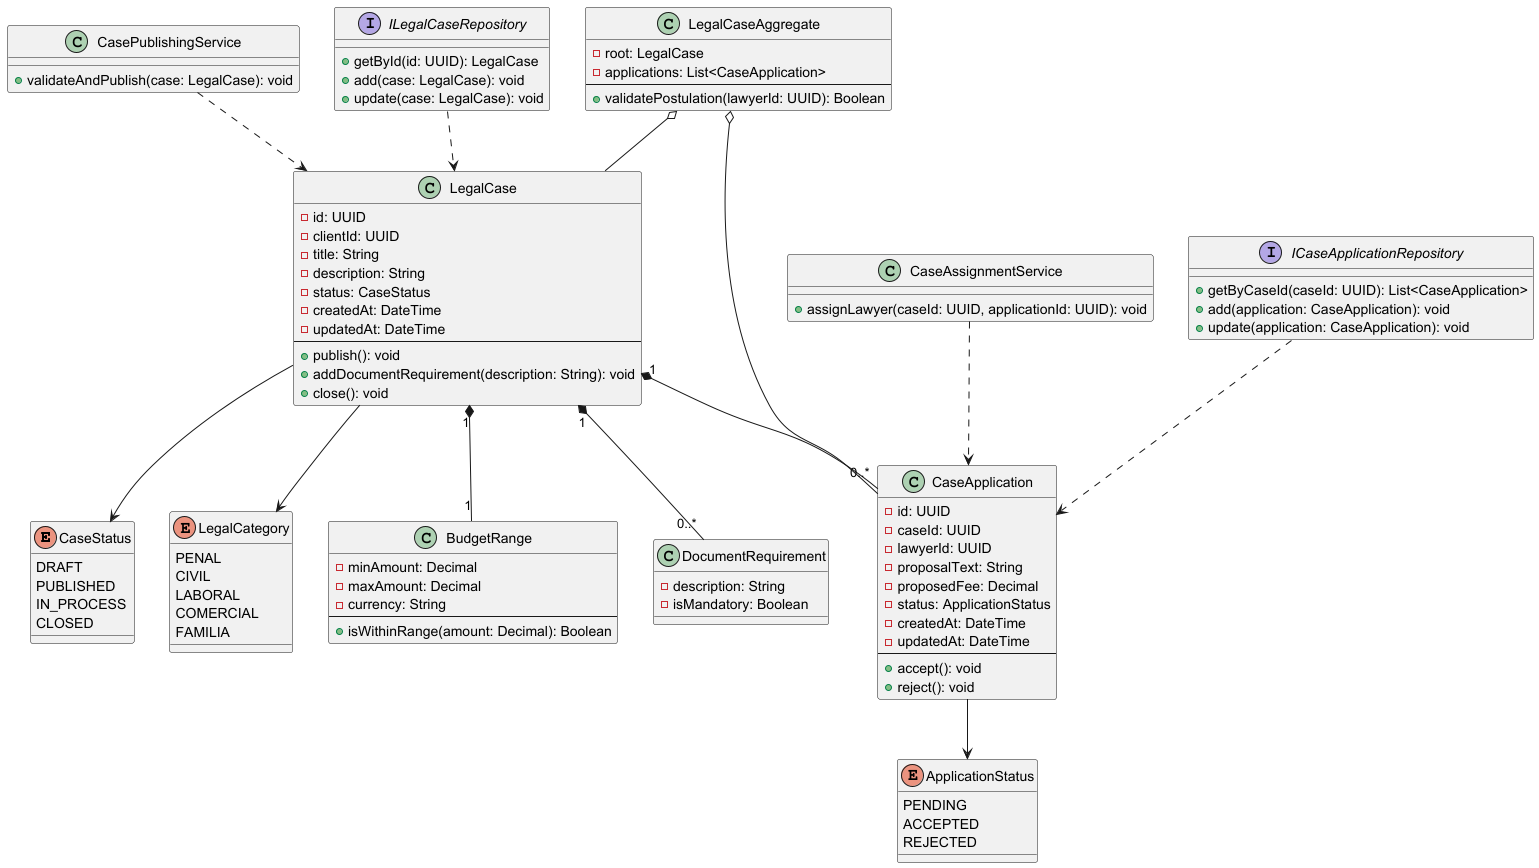 C CasePublishingService
validateAndPublish(case: LegalCase): void
I ILegalCaseRepository
getById(id: UUID): LegalCase
add(case: LegalCase): void
update(case: LegalCase): void
C LegalCaseAggregate
root: LegalCase
applications: List<CaseApplication>
validatePostulation(lawyerId: UUID): Boolean
C LegalCase
id: UUID
clientId: UUID
title: String
description: String
status: CaseStatus
createdAt: DateTime
updatedAt: DateTime
publish(): void
addDocumentRequirement(description: String): void
close(): void
C CaseAssignmentService
assignLawyer(caseId: UUID, applicationId: UUID): void
I ICaseApplicationRepository
getByCaseId(caseId: UUID): List<CaseApplication>
add(application: CaseApplication): void
update(application: CaseApplication): void
1
1
1
1
0..*
0..*
E CaseStatus
DRAFT
PUBLISHED
IN_PROCESS
CLOSED
E LegalCategory
PENAL
CIVIL
LABORAL
COMERCIAL
FAMILIA
C BudgetRange
minAmount: Decimal
maxAmount: Decimal
currency: String
isWithinRange(amount: Decimal): Boolean
C DocumentRequirement
description: String
isMandatory: Boolean
C CaseApplication
id: UUID
caseId: UUID
lawyerId: UUID
proposalText: String
proposedFee: Decimal
status: ApplicationStatus
createdAt: DateTime
updatedAt: DateTime
accept(): void
reject(): void
E ApplicationStatus
PENDING
ACCEPTED
REJECTED